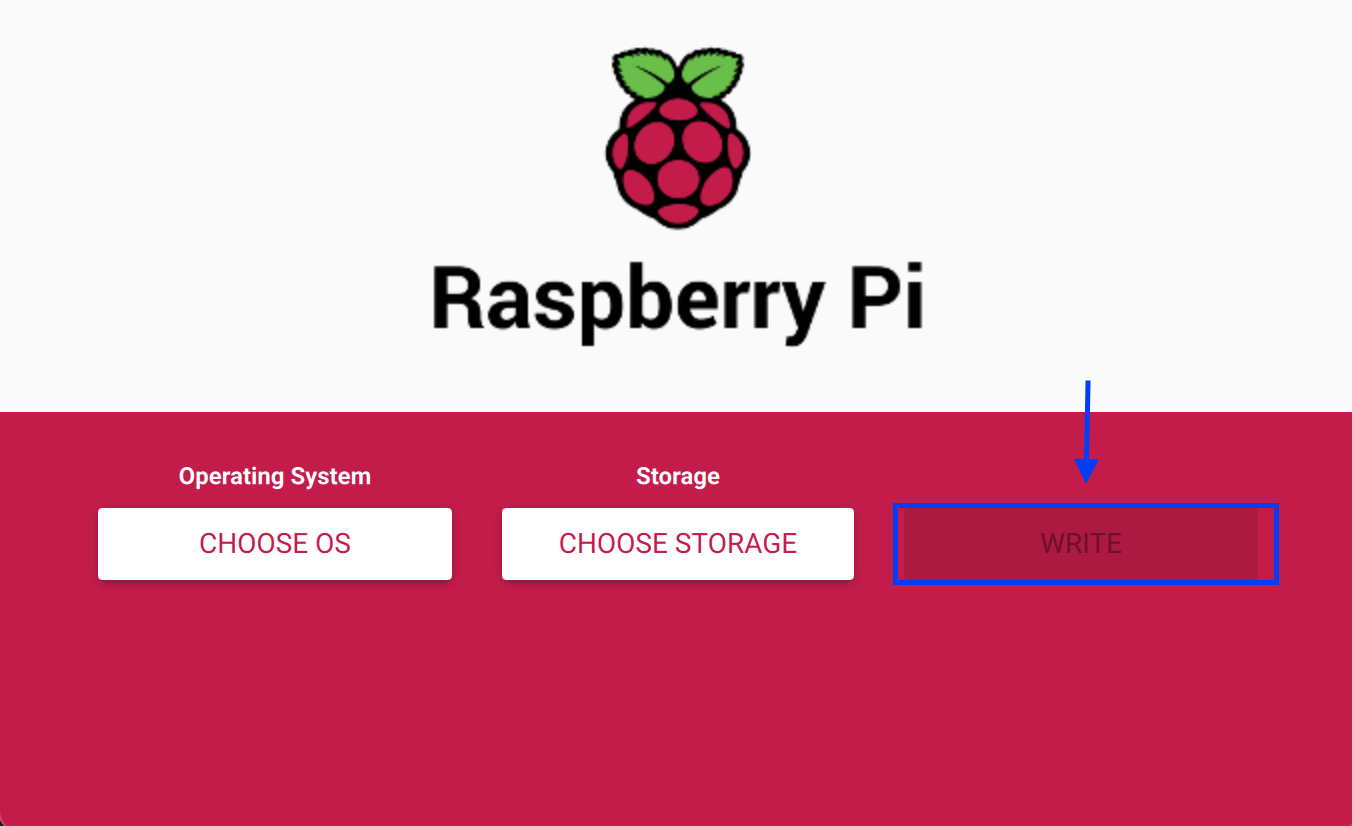 Raspberry Pi
Operating System
Storage
CHOOSE OS
CHOOSE STORAGE
WRITE